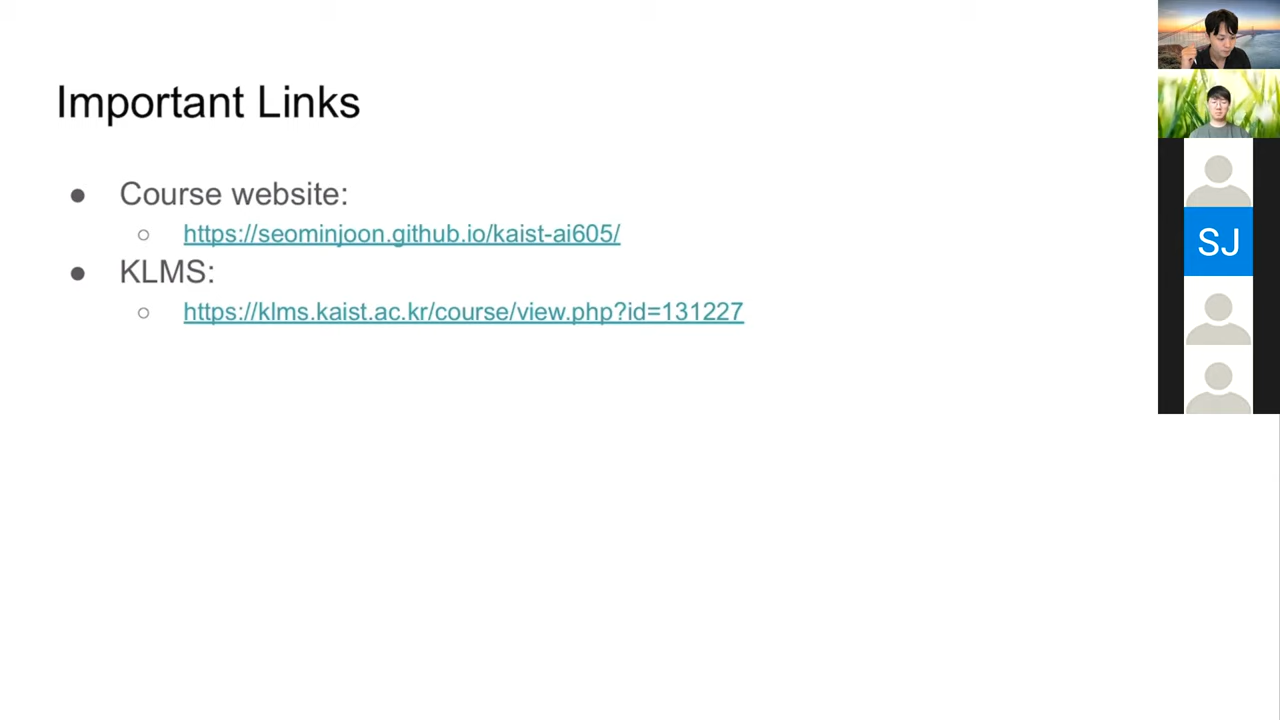 Important Links
● Course website:
○ https://seominjoon.github.io/kaist-ai605/
● KLMS:
○ https://klms.kaist.ac.kr/course/view.php?id=131227
SJ